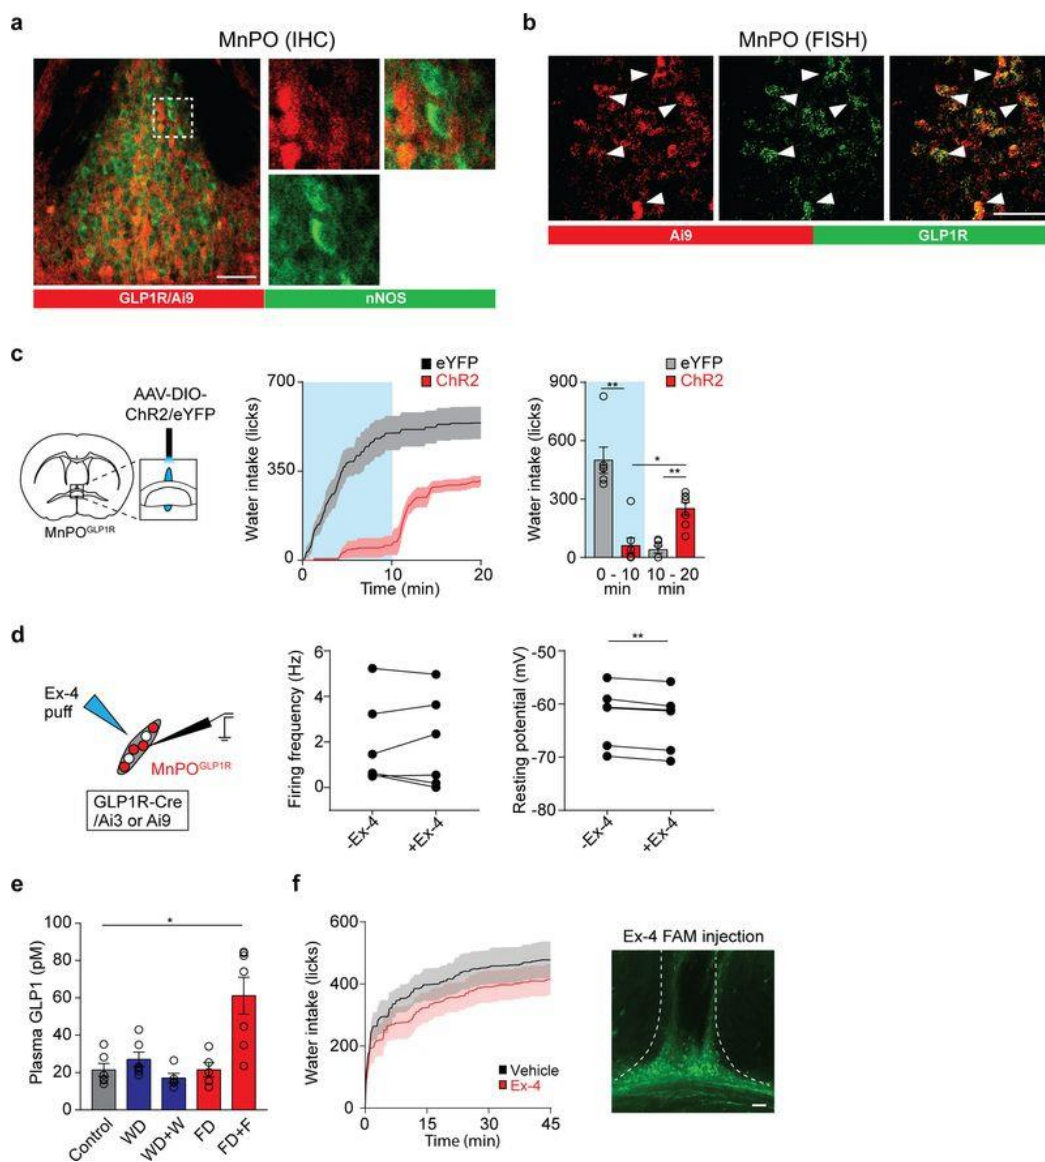 a
MnPO (IHC)
GLP1R/Ai9
nNOS
b
MnPO (FISH)
Ai9
GLP1R
c
AAV-DIO-
ChR2/eYFP
MnPO^GLP1R
eYFP
ChR2
Water intake (licks)
700
350
0
0
10
20
Time (min)
eYFP
ChR2
Water intake (licks)
900
600
300
0
**
*
**
0 - 10
min
10 - 20
min
d
Ex-4
puff
MnPO^GLP1R
GLP1R-Cre
/Ai3 or Ai9
Firing frequency (Hz)
6
4
2
0
-Ex-4
+Ex-4
Resting potential (mV)
**
-50
-60
-70
-80
-Ex-4
+Ex-4
e
Plasma GLP1 (pM)
*
100
80
60
40
20
0
Control
WD
WD+W
FD
FD+F
f
Water intake (licks)
600
400
200
0
Vehicle
Ex-4
0
15
30
45
Time (min)
Ex-4 FAM injection